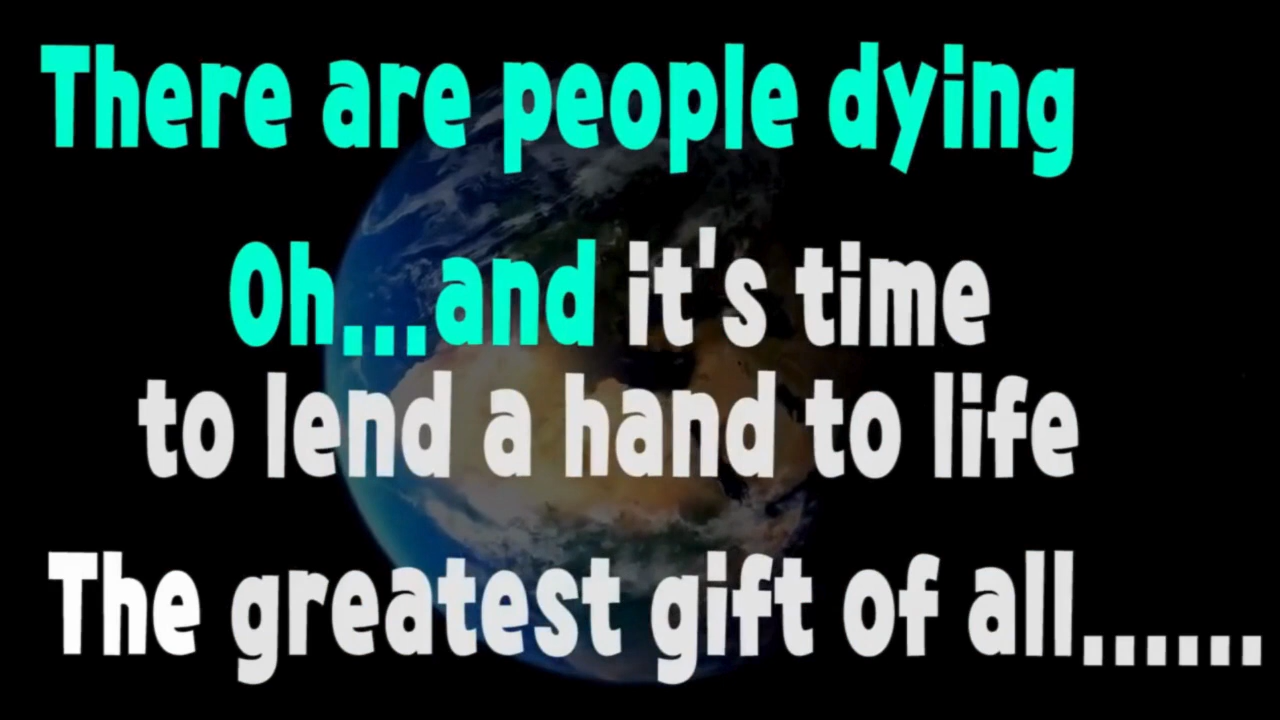 There are people dying
Oh...and it's time
to lend a hand to life
The greatest gift of all......